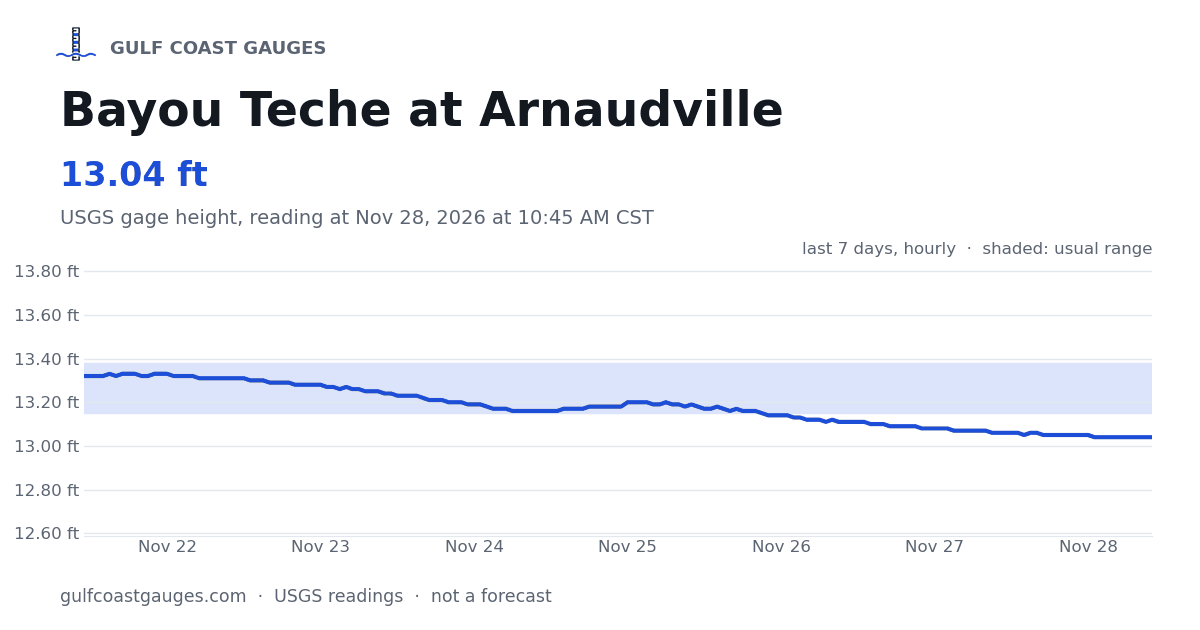 GULF COAST GAUGES
Bayou Teche at Arnaudville
13.04 ft
USGS gage height, reading at Nov 28, 2026 at 10:45 AM CST
last 7 days, hourly · shaded: usual range
13.80 ft
13.60 ft
13.40 ft
13.20 ft
13.00 ft
12.80 ft
12.60 ft
Nov 22 Nov 23 Nov 24 Nov 25 Nov 26 Nov 27 Nov 28
gulfcoastgauges.com · USGS readings · not a forecast